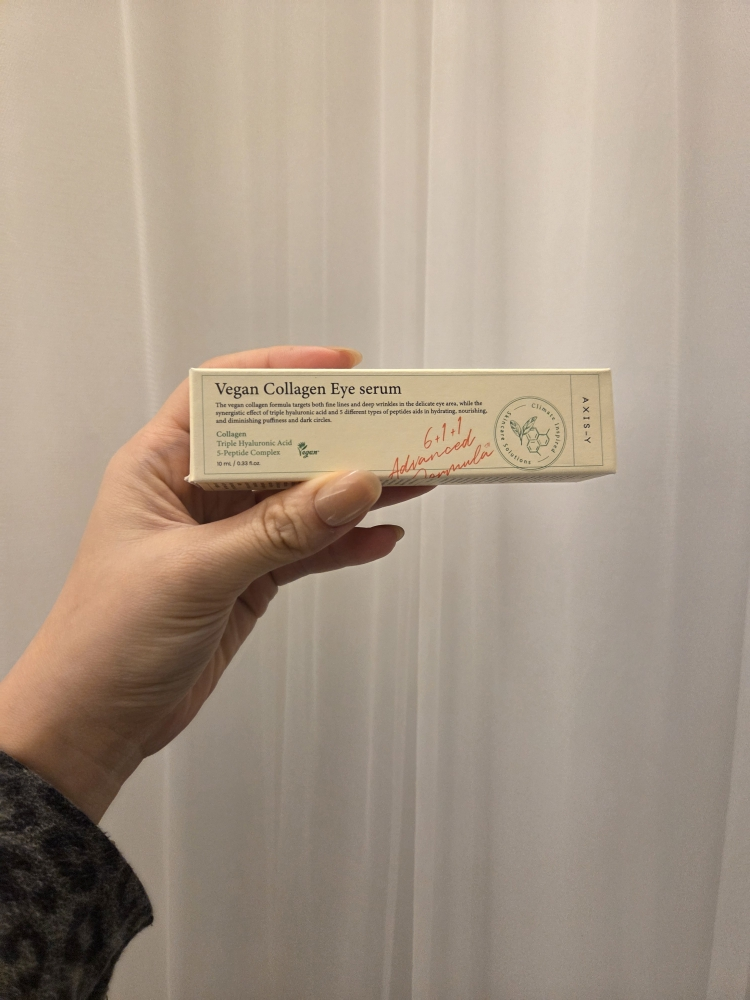 Vegan Collagen Eye serum
The vegan collagen formula targets both fine lines and deep wrinkles in the delicate eye area, while the
synergistic effect of triple hyaluronic acid and 5 different types of peptides aids in hydrating, nourishing,
and diminishing puffiness and dark circles.
Collagen
Triple Hyaluronic Acid
5-Peptide Complex
Vegan
10 mL / 0.33 fl.oz.
6+1+1
Advanced
Formula
Climate Inspired
Skincare Solutions
AXIS-Y